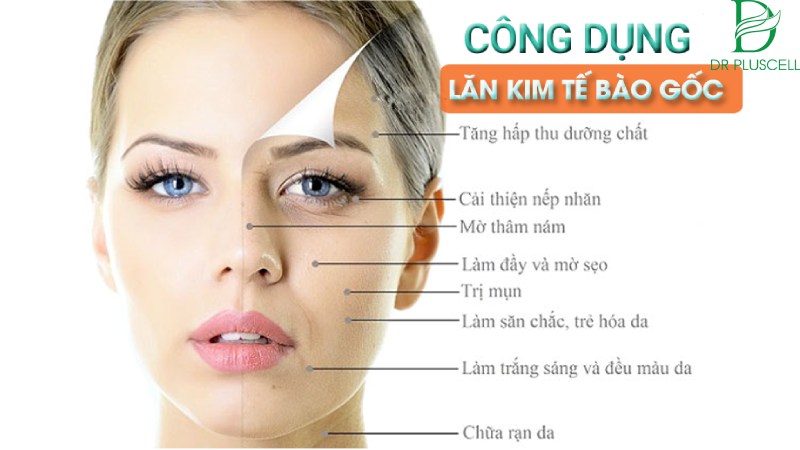 CÔNG DỤNG
DR PLUSCELL
LĂN KIM TẾ BÀO GỐC
Tăng hấp thu dưỡng chất
Cải thiện nếp nhăn
Mờ thâm nám
Làm đầy và mờ sẹo
Trị mụn
Làm săn chắc, trẻ hóa da
Làm trắng sáng và đều màu da
Chữa rạn da